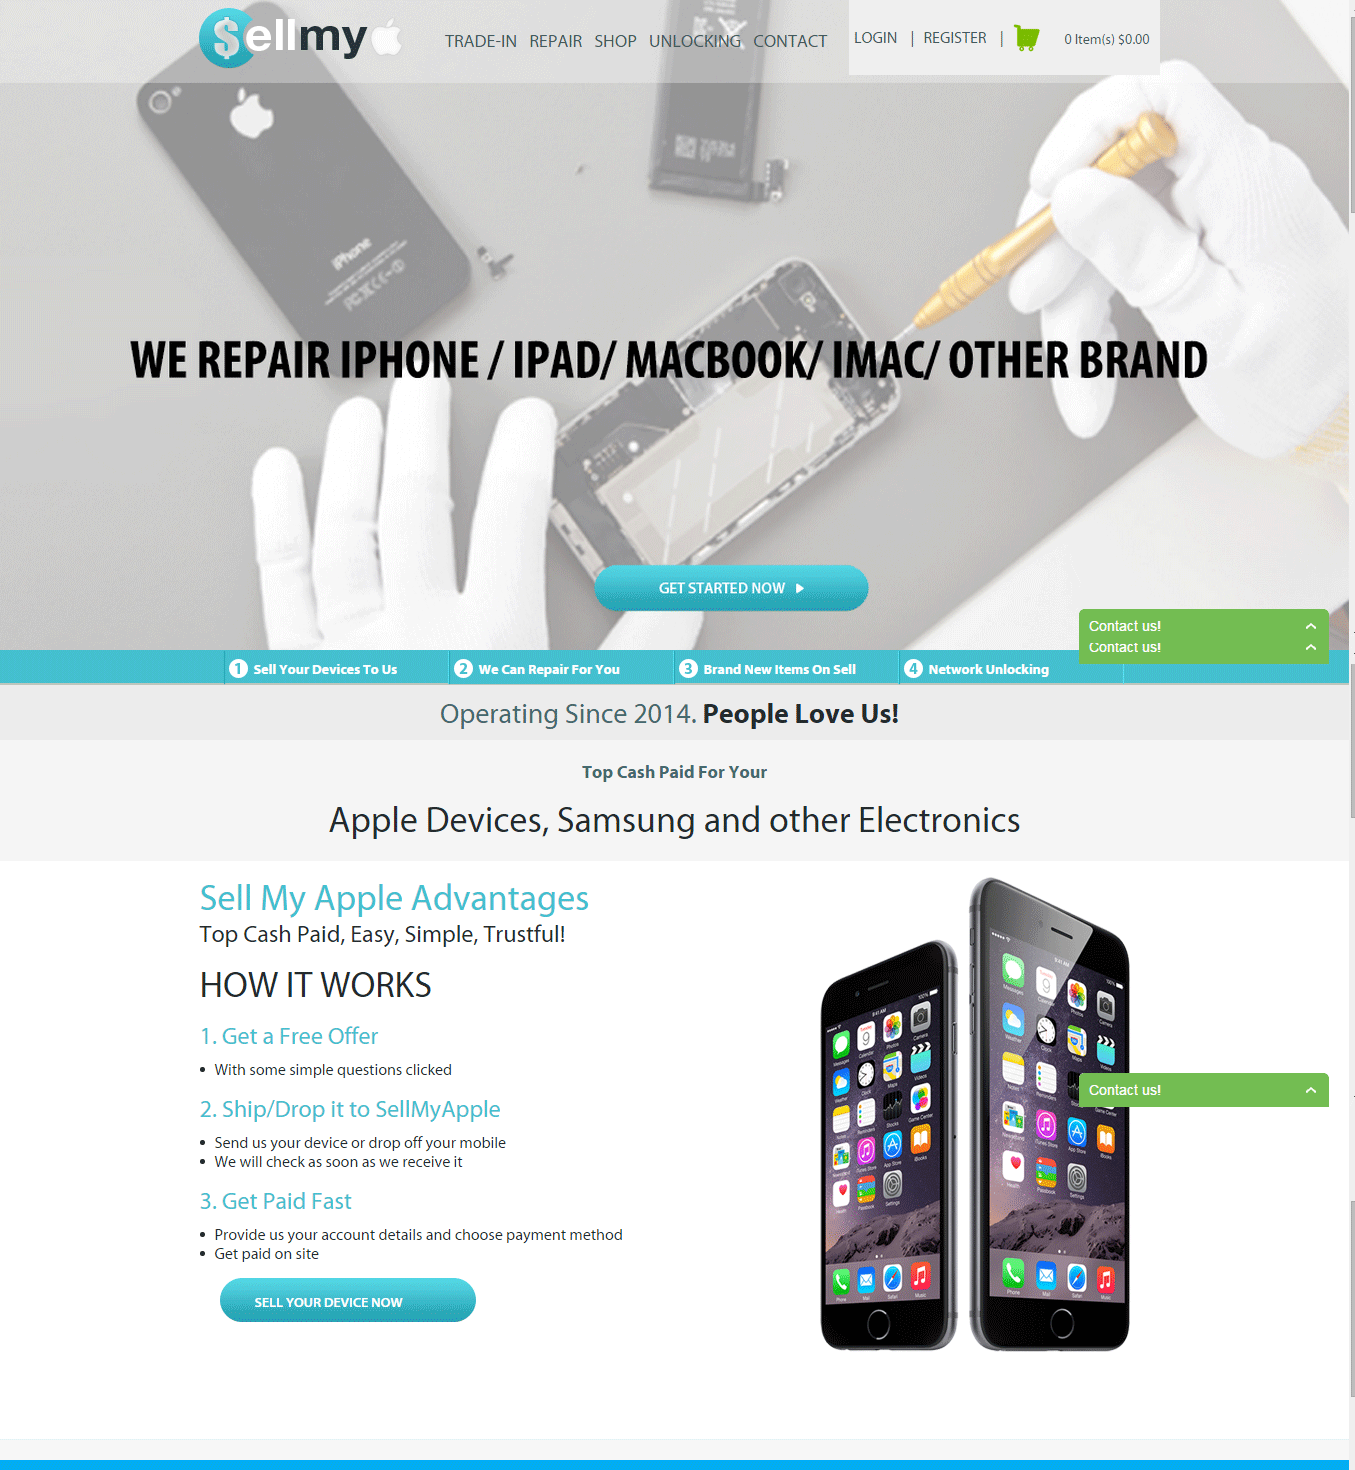 $ellmy
TRADE-IN REPAIR SHOP UNLOCKING CONTACT
LOGIN | REGISTER | 0 Item(s) $0.00
iPhone
WE REPAIR IPHONE / IPAD/ MACBOOK/ IMAC/ OTHER BRAND
GET STARTED NOW
Contact us!
Contact us!
1 Sell Your Devices To Us
2 We Can Repair For You
3 Brand New Items On Sell
4 Network Unlocking
Operating Since 2014. People Love Us!
Top Cash Paid For Your
Apple Devices, Samsung and other Electronics
Sell My Apple Advantages
Top Cash Paid, Easy, Simple, Trustful!
HOW IT WORKS
1. Get a Free Offer
• With some simple questions clicked
2. Ship/Drop it to SellMyApple
• Send us your device or drop off your mobile
• We will check as soon as we receive it
3. Get Paid Fast
• Provide us your account details and choose payment method
• Get paid on site
SELL YOUR DEVICE NOW
Contact us!